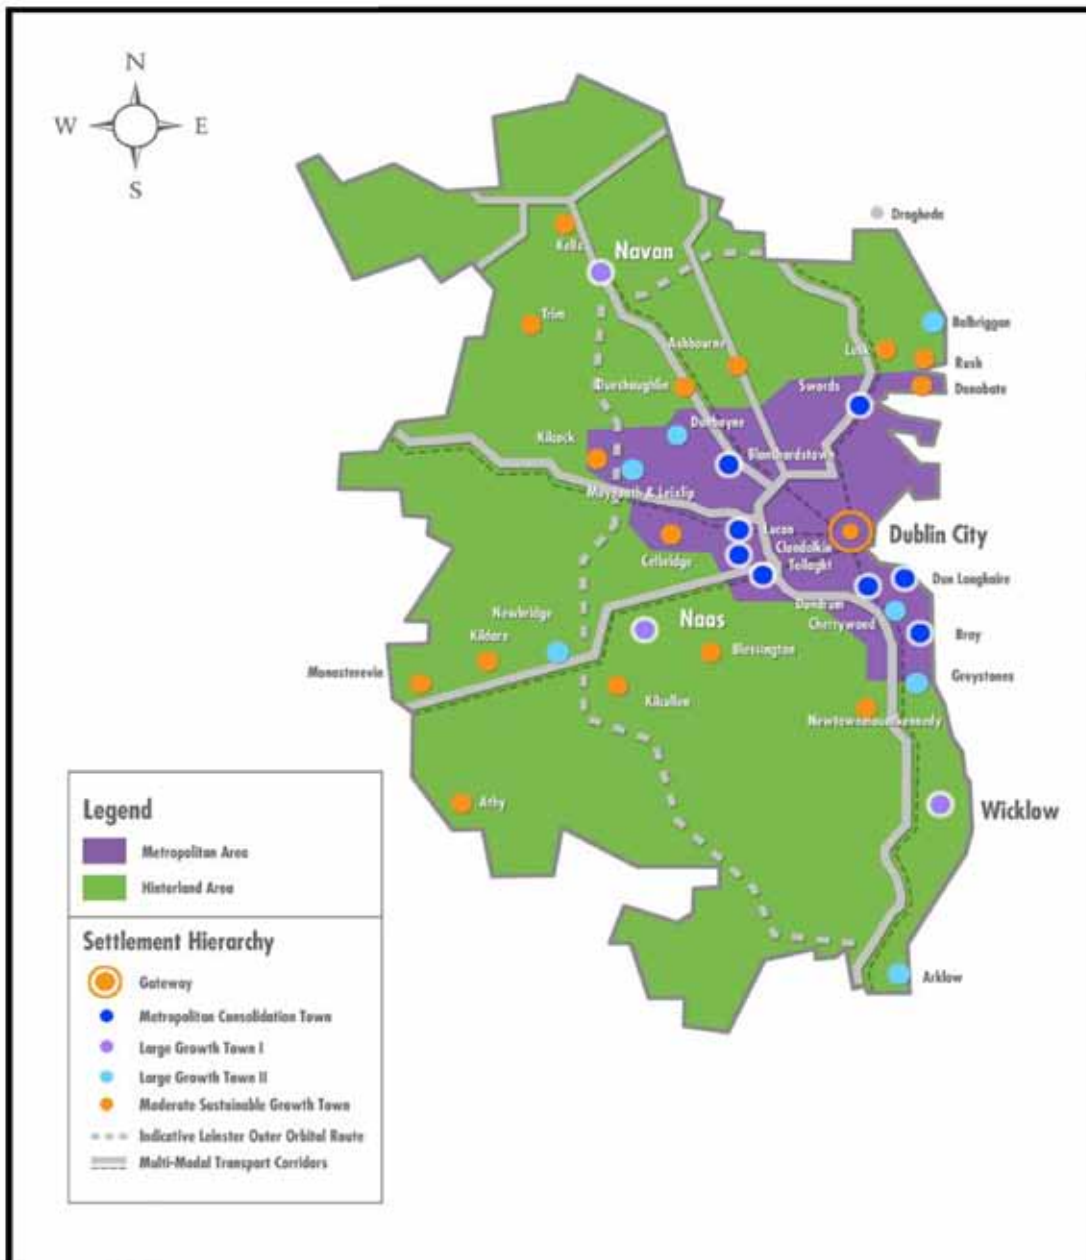 N
W E
S
Drogheda
Kells
Navan
Balbriggan
Trim
Ashbourne
Lusk
Rush
Dunshaughlin
Swords
Donabate
Dunboyne
Kilcock
Blanchardstown
Maynooth & Leixlip
Lucan
Dublin City
Clondalkin
Celbridge
Tallaght
Dun Laoghaire
Dundrum
Newbridge
Naas
Cherrywood
Kildare
Bray
Blessington
Monasterevin
Greystones
Kilcullen
Newtownmountkennedy
Athy
Wicklow
Legend
Metropolitan Area
Hinterland Area
Settlement Hierarchy
Gateway
Arklow
Metropolitan Consolidation Town
Large Growth Town I
Large Growth Town II
Moderate Sustainable Growth Town
Indicative Leinster Outer Orbital Route
Multi-Modal Transport Corridors